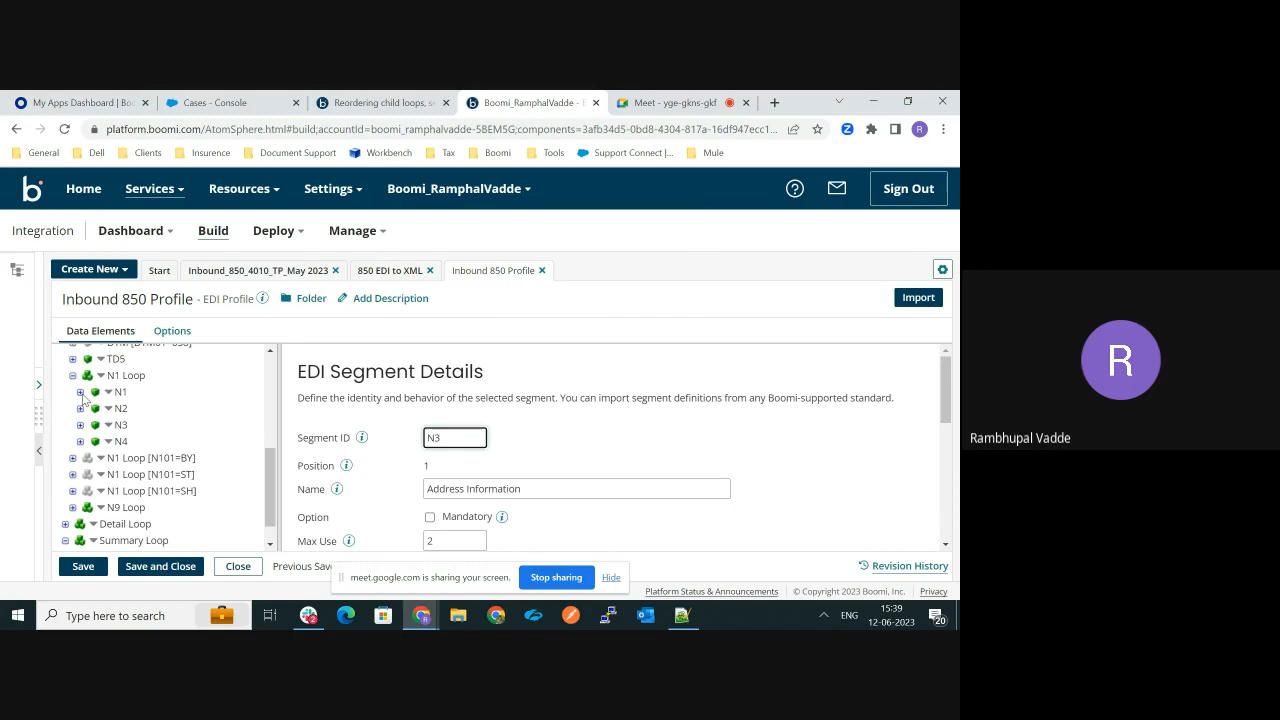 My Apps Dashboard | Boo
Cases - Console
Reordering child loops, se
Boomi_RamphalVadde - B
Meet - yge-gkns-gkf
platform.boomi.com/AtomSphere.html#build;accountId=boomi_ramphalvadde-5BEM5G;components=3afb34d5-0bd8-4304-817a-16df947ecc1...
R
General
Dell
Clients
Insurence
Document Support
Workbench
Tax
Boomi
Tools
Support Connect |...
Mule
b
Home
Services
Resources
Settings
Boomi_RamphalVadde
Sign Out
Integration
Dashboard
Build
Deploy
Manage
Create New
Start
Inbound_850_4010_TP_May 2023
850 EDI to XML
Inbound 850 Profile
Inbound 850 Profile - EDI Profile
Folder
Add Description
Import
Data Elements
Options
TD5
N1 Loop
N1
N2
N3
N4
N1 Loop [N101=BY]
N1 Loop [N101=ST]
N1 Loop [N101=SH]
N9 Loop
Detail Loop
Summary Loop
EDI Segment Details
Define the identity and behavior of the selected segment. You can import segment definitions from any Boomi-supported standard.
Segment ID
N3
Position
1
Name
Address Information
Option
Mandatory
Max Use
2
Save
Save and Close
Close
Previous Save
Revision History
meet.google.com is sharing your screen.
Stop sharing
Hide
Platform Status & Announcements
© Copyright 2023 Boomi, Inc.
Privacy
Type here to search
ENG
15:39
12-06-2023
20
R
Rambhupal Vadde